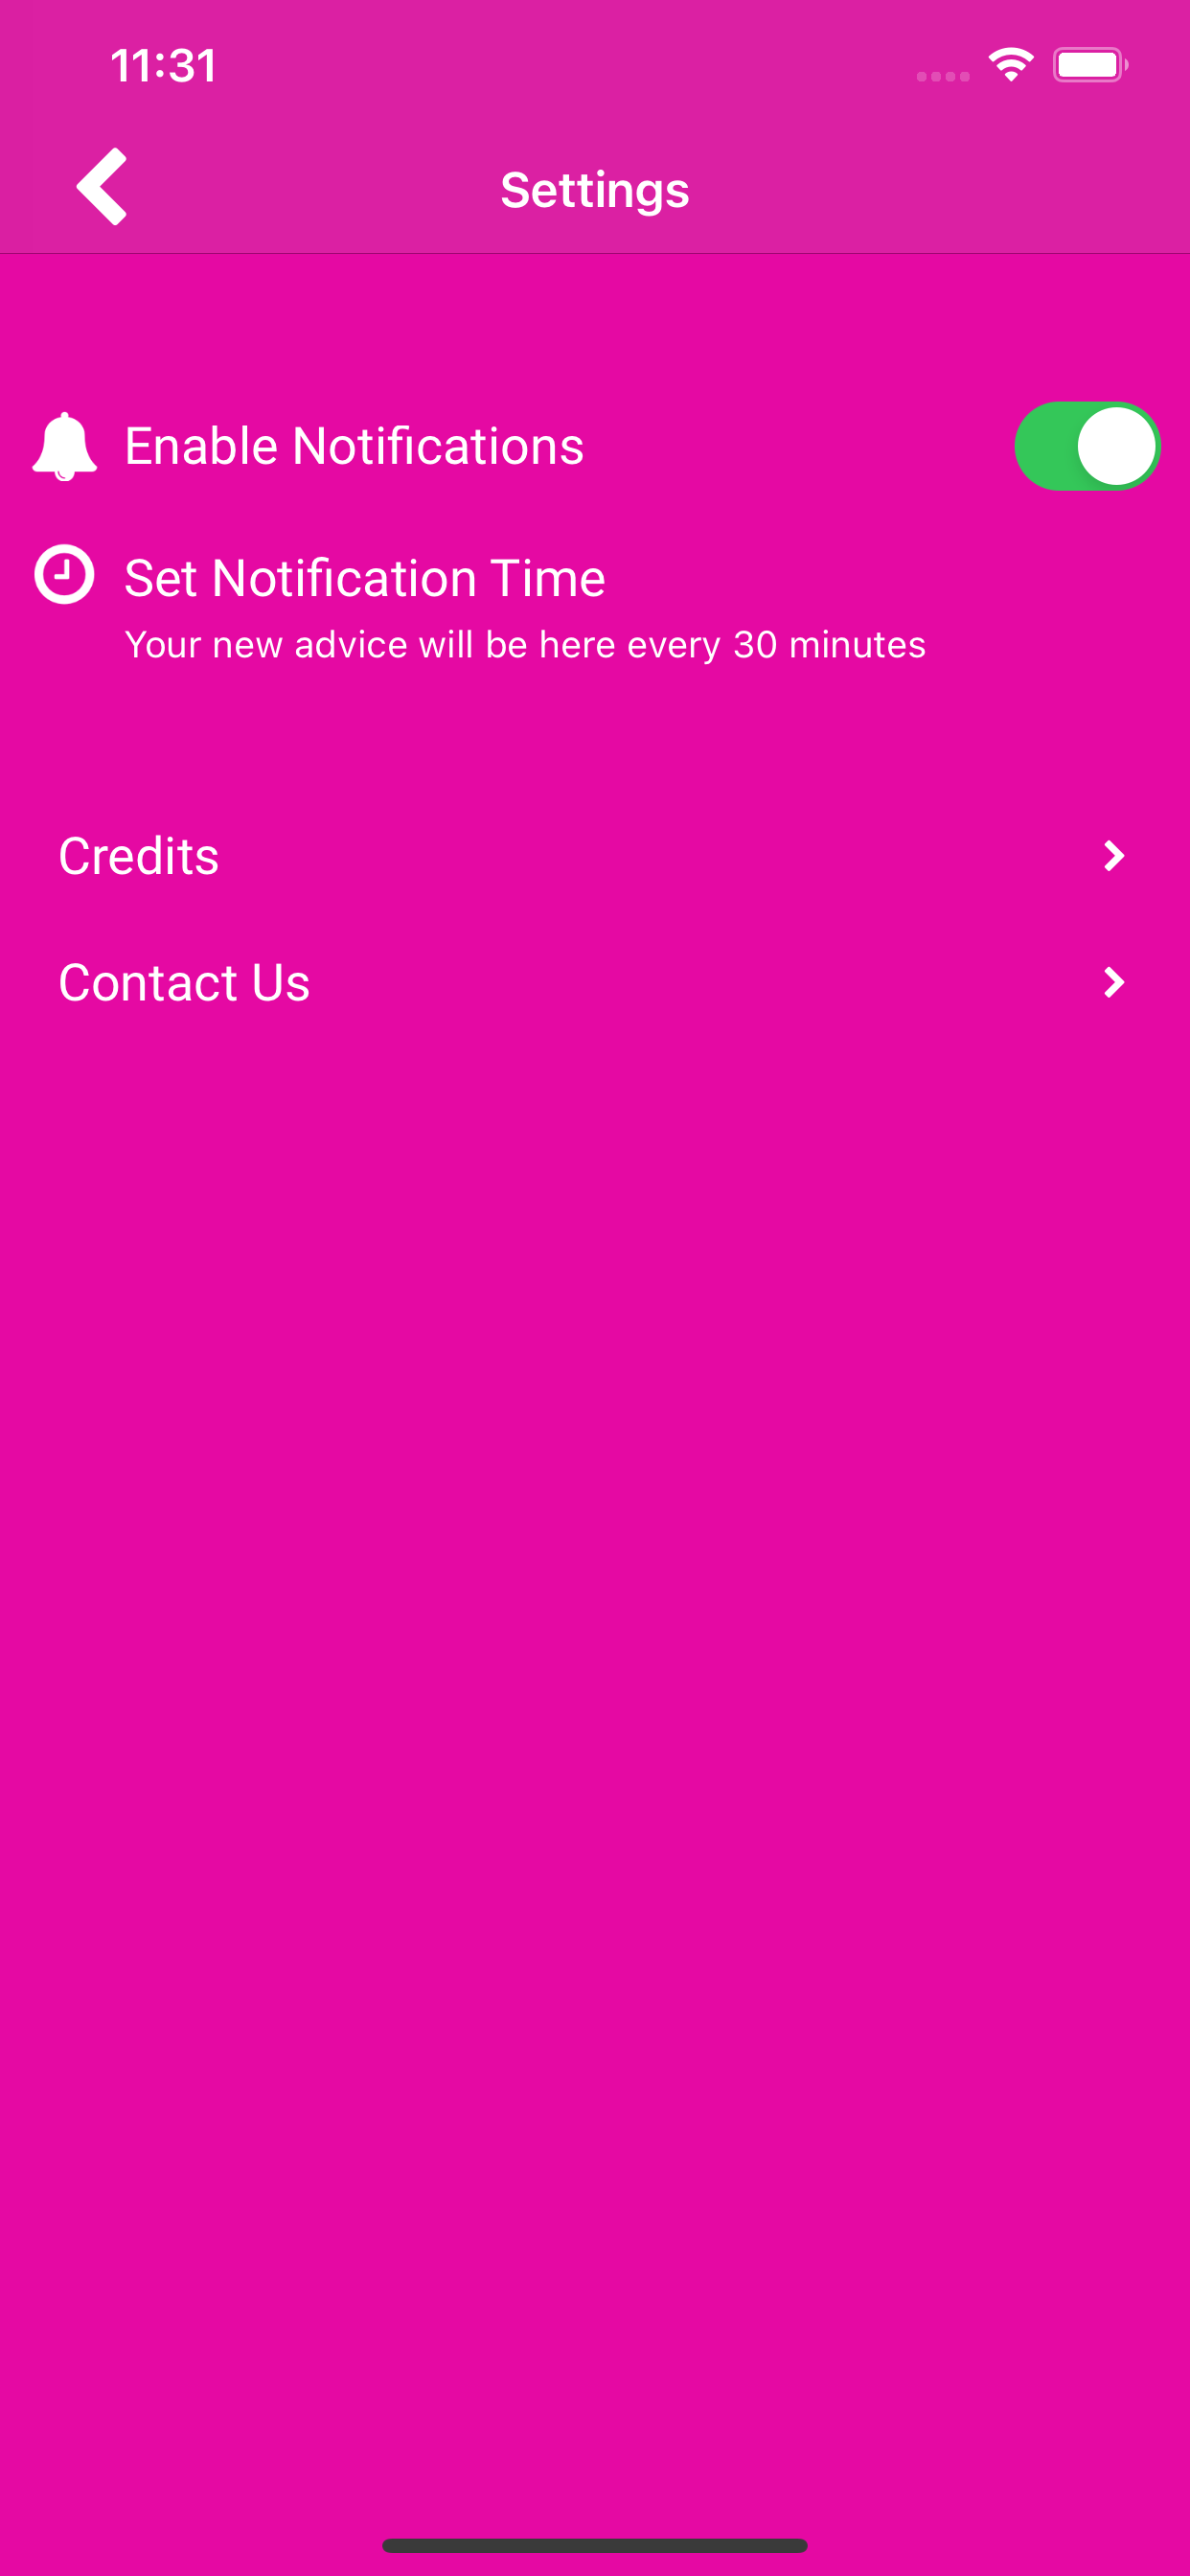 11:31
Settings
Enable Notifications
Set Notification Time
Your new advice will be here every 30 minutes
Credits
Contact Us